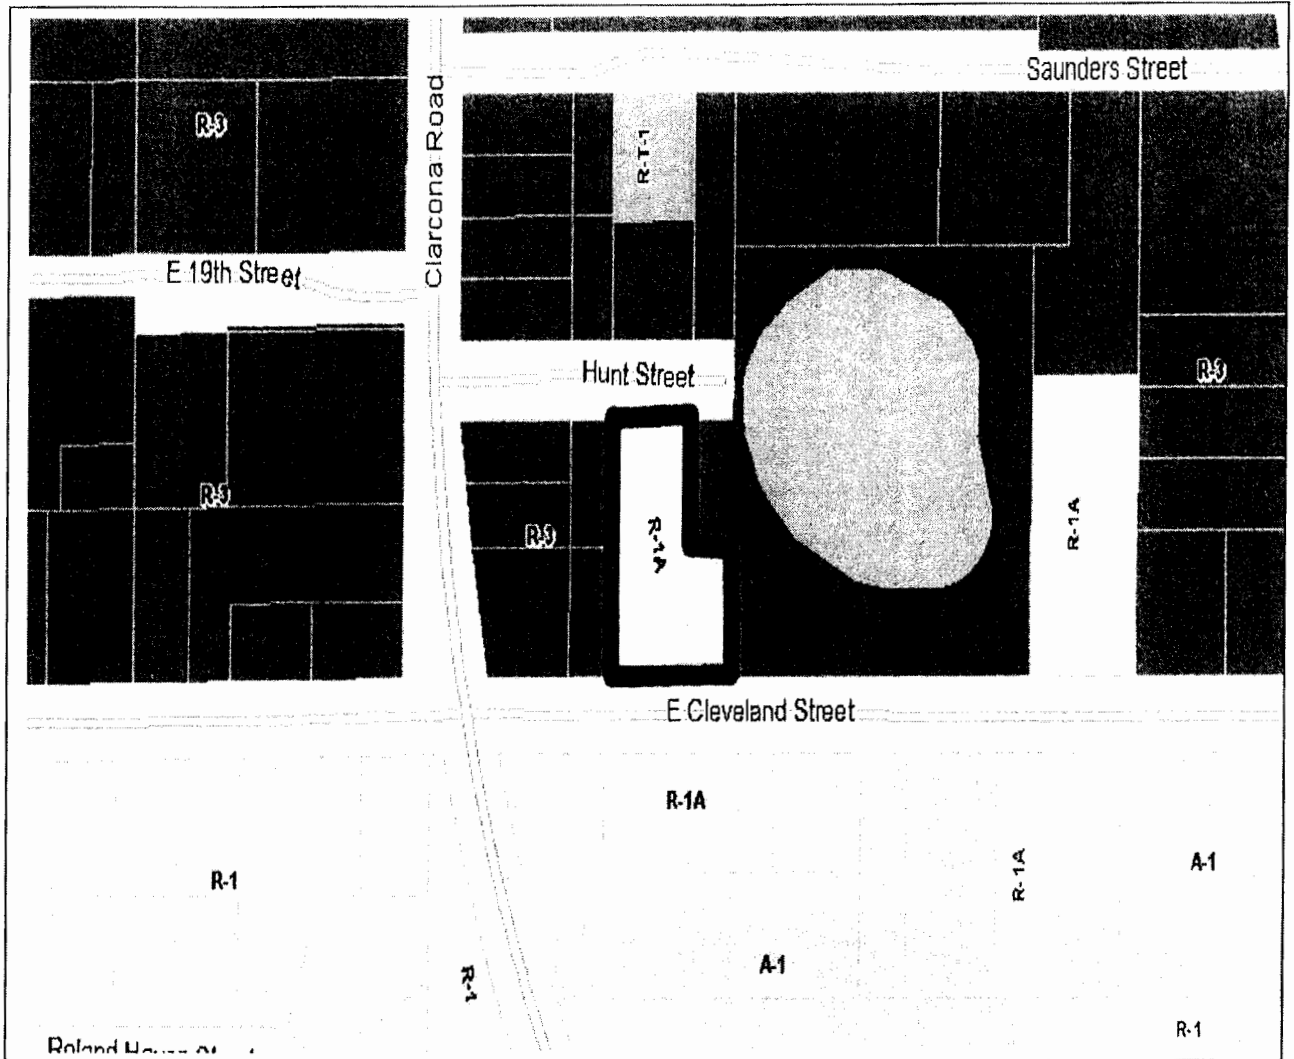 Saunders Street
R-3
Clarcona Road
R-T-1
E 19th Street
Hunt Street
R-3
R-3
R-3
R-1A
R-1A
E Cleveland Street
R-1A
R-1
R-1A
A-1
A-1
R-1
R-1
Roland